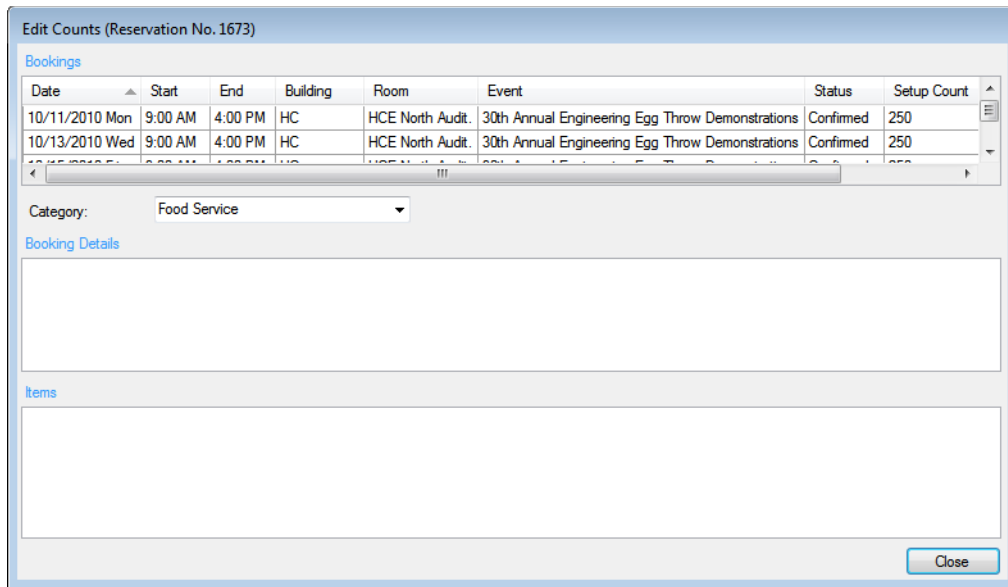 Edit Counts (Reservation No. 1673)
Bookings
Date Start End Building Room Event Status Setup Count
10/11/2010 Mon 9:00 AM 4:00 PM HC HCE North Audit. 30th Annual Engineering Egg Throw Demonstrations Confirmed 250
10/13/2010 Wed 9:00 AM 4:00 PM HC HCE North Audit. 30th Annual Engineering Egg Throw Demonstrations Confirmed 250
Category: Food Service
Booking Details
Items
Close